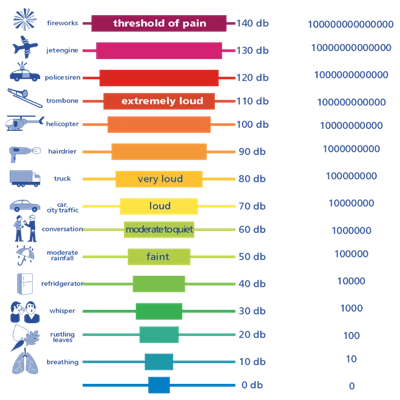 fireworks threshold of pain 140 db 100000000000000
jet engine 130 db 10000000000000
police siren 120 db 1000000000000
trombone extremely loud 110 db 100000000000
helicopter 100 db 10000000000
hairdrier 90 db 1000000000
truck very loud 80 db 100000000
car,
city traffic loud 70 db 10000000
conversation moderate to quiet 60 db 1000000
moderate
rainfall faint 50 db 100000
refridgerator 40 db 10000
whisper 30 db 1000
rustling
leaves 20 db 100
breathing 10 db 10
0 db 0